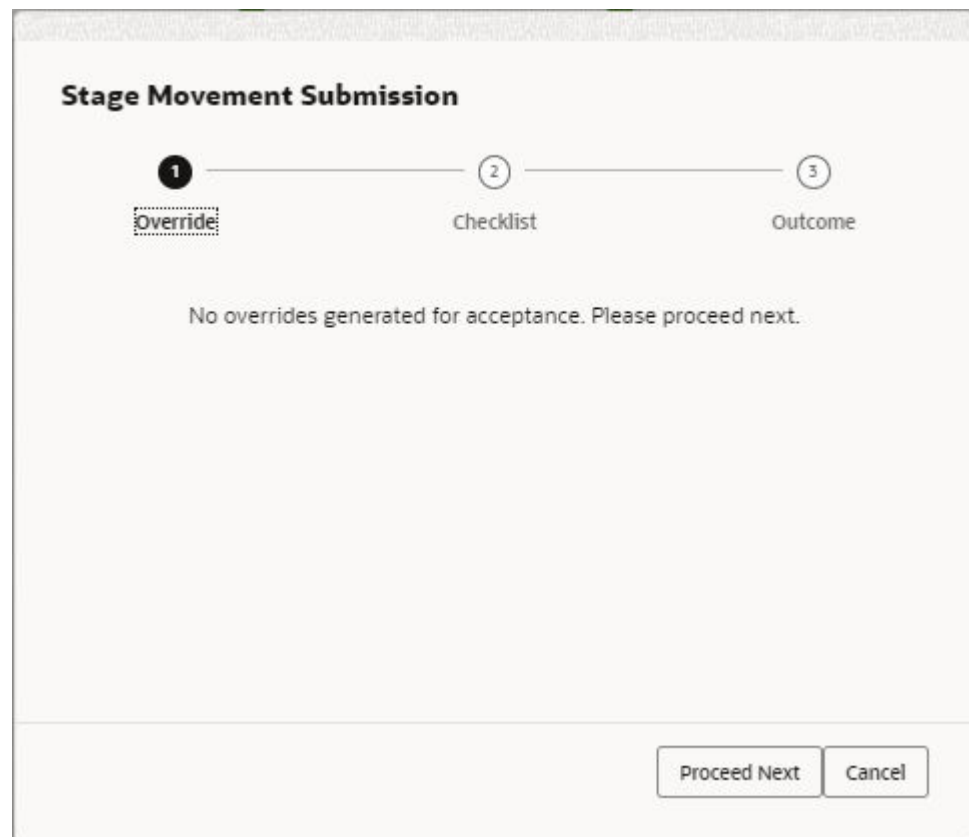 Stage Movement Submission
1
2
3
Override
Checklist
Outcome
No overrides generated for acceptance. Please proceed next.
Proceed Next
Cancel